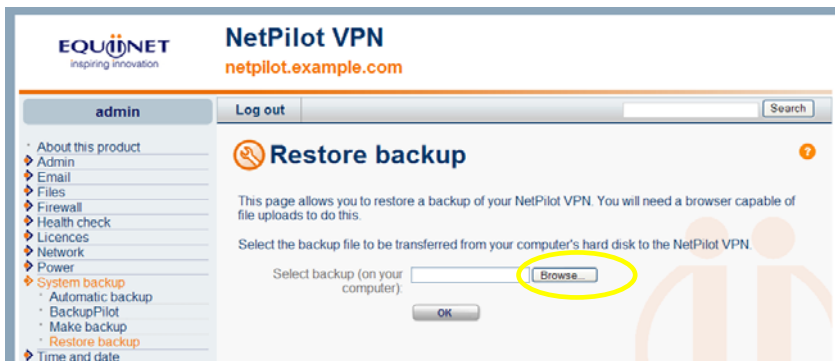 EQUiiNET
inspiring innovation
NetPilot VPN
netpilot.example.com
admin
Log out
Search
About this product
Admin
Email
Files
Firewall
Health check
Licences
Network
Power
System backup
Automatic backup
BackupPilot
Make backup
Restore backup
Time and date
Restore backup
?
This page allows you to restore a backup of your NetPilot VPN. You will need a browser capable of
file uploads to do this.
Select the backup file to be transferred from your computer's hard disk to the NetPilot VPN.
Select backup (on your
computer):
Browse...
OK